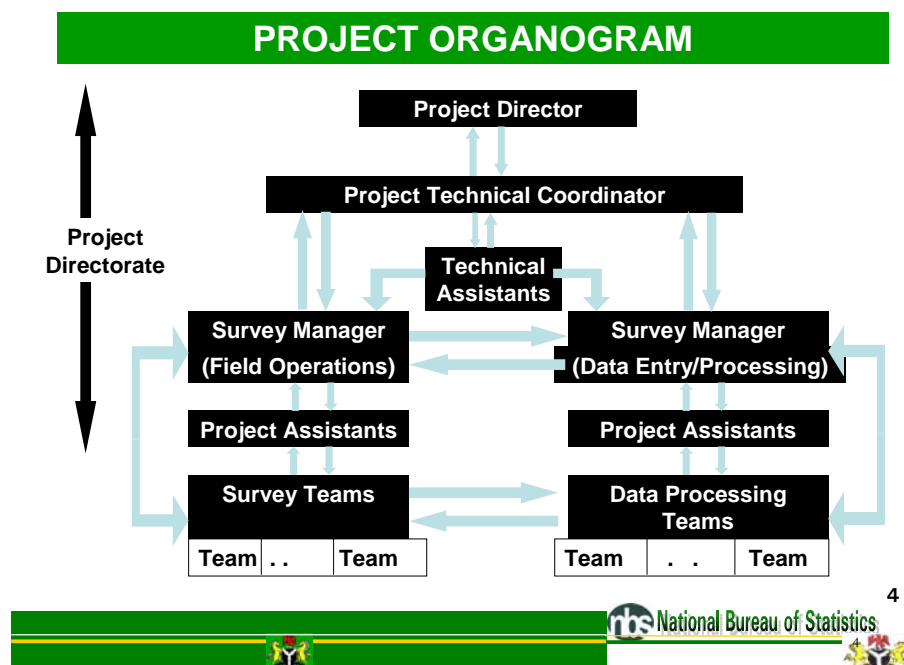 PROJECT ORGANOGRAM
Project Director
Project Technical Coordinator
Project
Directorate
Technical
Assistants
Survey Manager
(Field Operations)
Survey Manager
(Data Entry/Processing)
Project Assistants
Project Assistants
Survey Teams
Data Processing
Teams
Team . . Team
Team . . Team
4
nbs National Bureau of Statistics
4